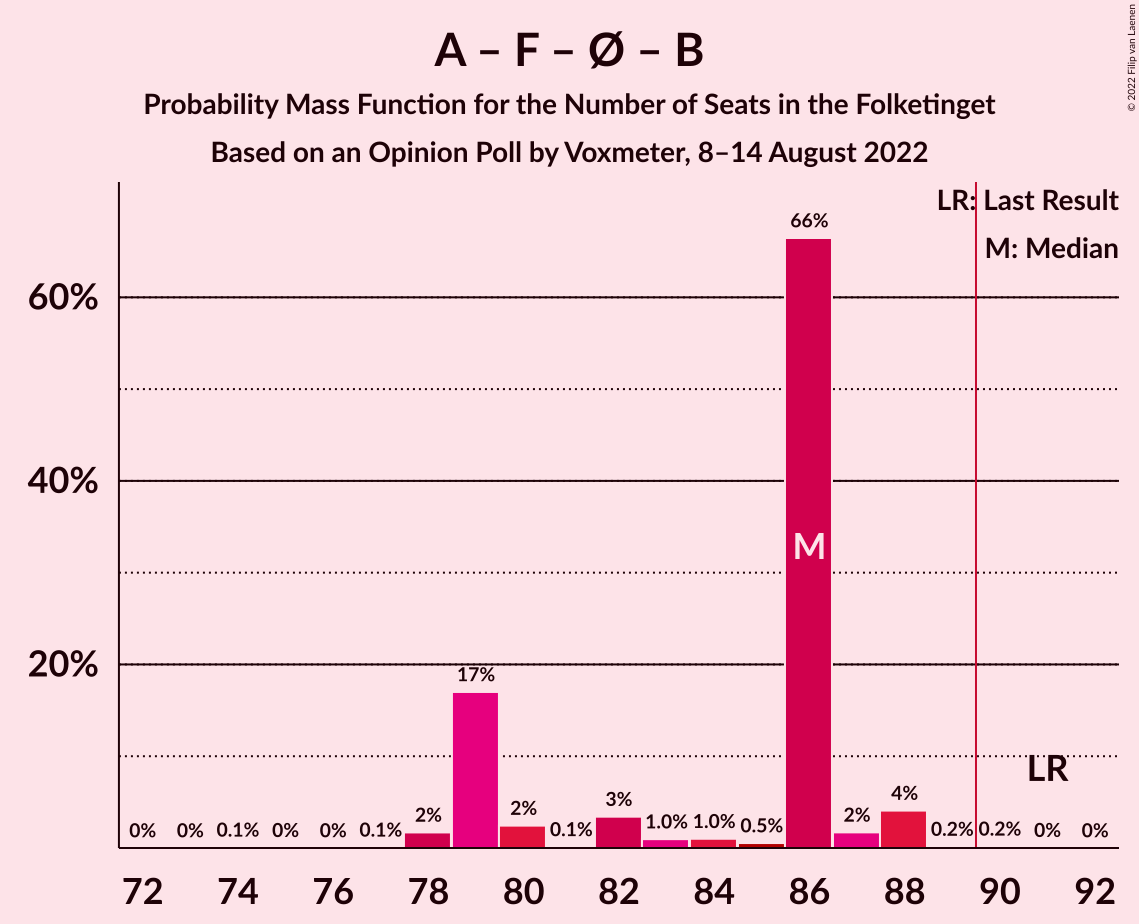 A – F – Ø – B
Probability Mass Function for the Number of Seats in the Folketinget
Based on an Opinion Poll by Voxmeter, 8–14 August 2022
© 2022 Filip van Laenen
LR: Last Result
M: Median
60%
40%
20%
0% 0% 0.1% 0% 0% 0.1% 2% 17% 2% 0.1% 3% 1.0% 1.0% 0.5% 66% 2% 4% 0.2% 0.2% 0% 0%
M
LR
72 74 76 78 80 82 84 86 88 90 92